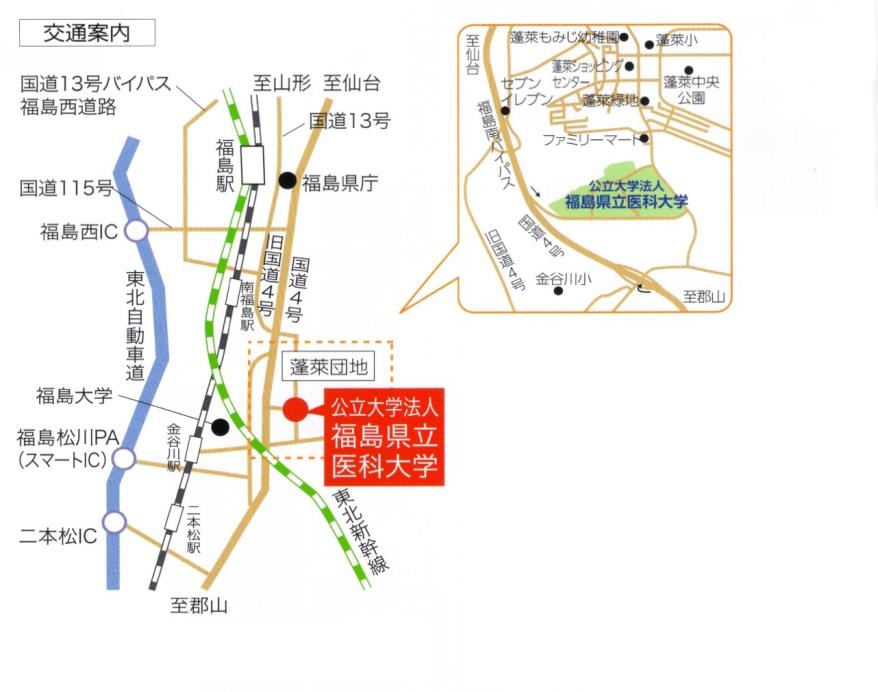 交通案内
国道13号バイパス
福島西道路
至山形
至仙台
国道13号
福島駅
福島県庁
国道115号
福島西IC
旧国道4号
国道4号
東北自動車道
南福島駅
蓬萊団地
福島大学
公立大学法人
福島県立
医科大学
福島松川PA
(スマートIC)
金谷川駅
二本松駅
二本松IC
東北新幹線
至郡山
至仙台
蓬萊もみじ幼稚園
蓬萊小
蓬萊ショッピング
センター
蓬萊中央
公園
セブン
イレブン
蓬萊緑地
福島南バイパス
ファミリーマート
公立大学法人
福島県立医科大学
国道4号
旧国道4号
金谷川小
至郡山